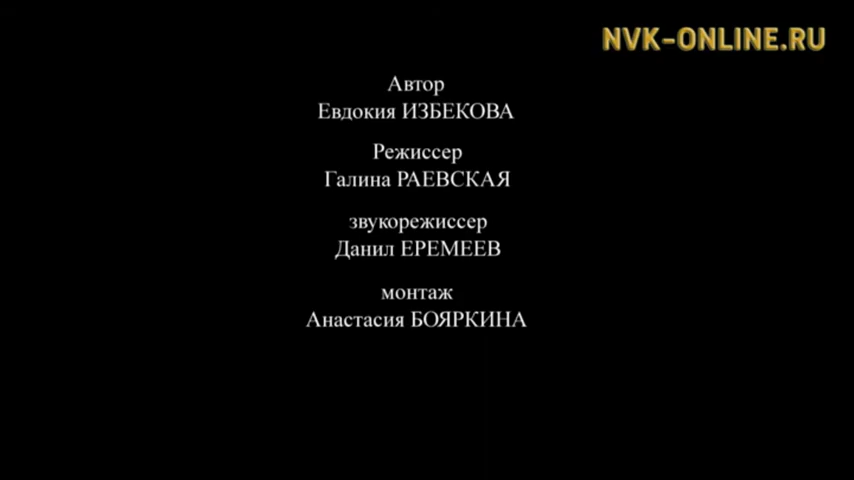 NVK-ONLINE.RU
Автор
Евдокия ИЗБЕКОВА
Режиссер
Галина РАЕВСКАЯ
звукорежиссер
Данил ЕРЕМЕЕВ
монтаж
Анастасия БОЯРКИНА